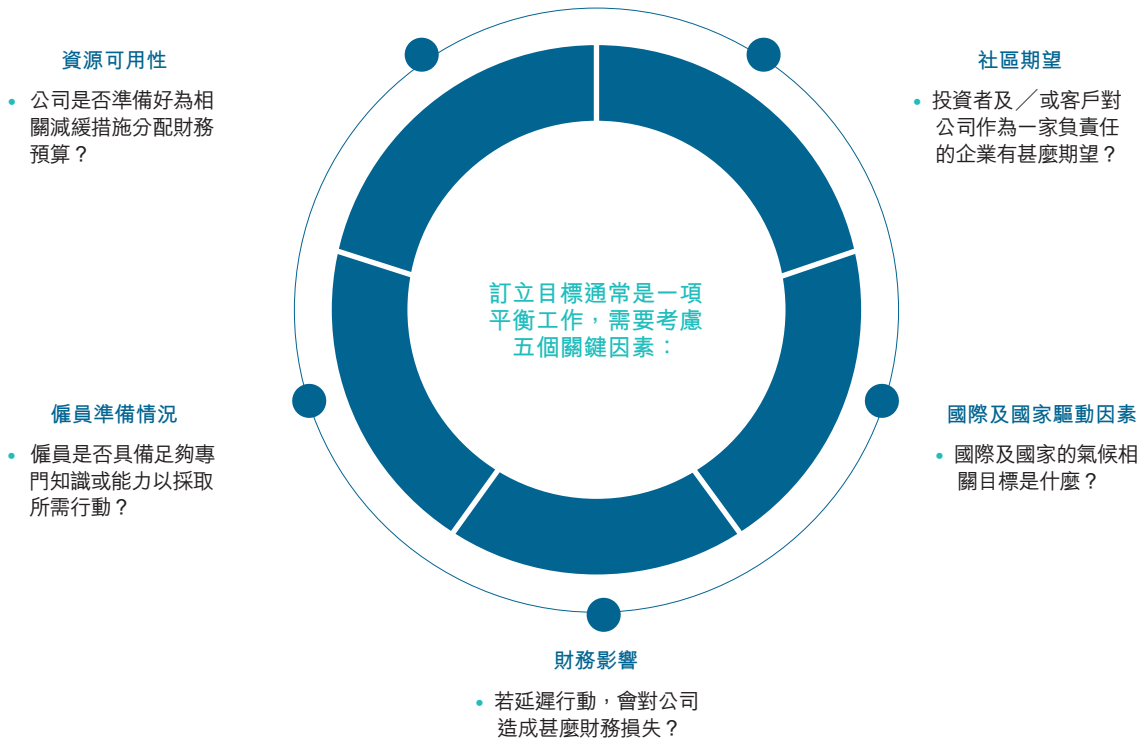 資源可用性
• 公司是否準備好為相
關減緩措施分配財務
預算？
社區期望
• 投資者及／或客戶對
公司作為一家負責任
的企業有甚麼期望？
訂立目標通常是一項
平衡工作，需要考慮
五個關鍵因素：
僱員準備情況
• 僱員是否具備足夠專
門知識或能力以採取
所需行動？
國際及國家驅動因素
• 國際及國家的氣候相
關目標是什麼？
財務影響
• 若延遲行動，會對公司
造成甚麼財務損失？